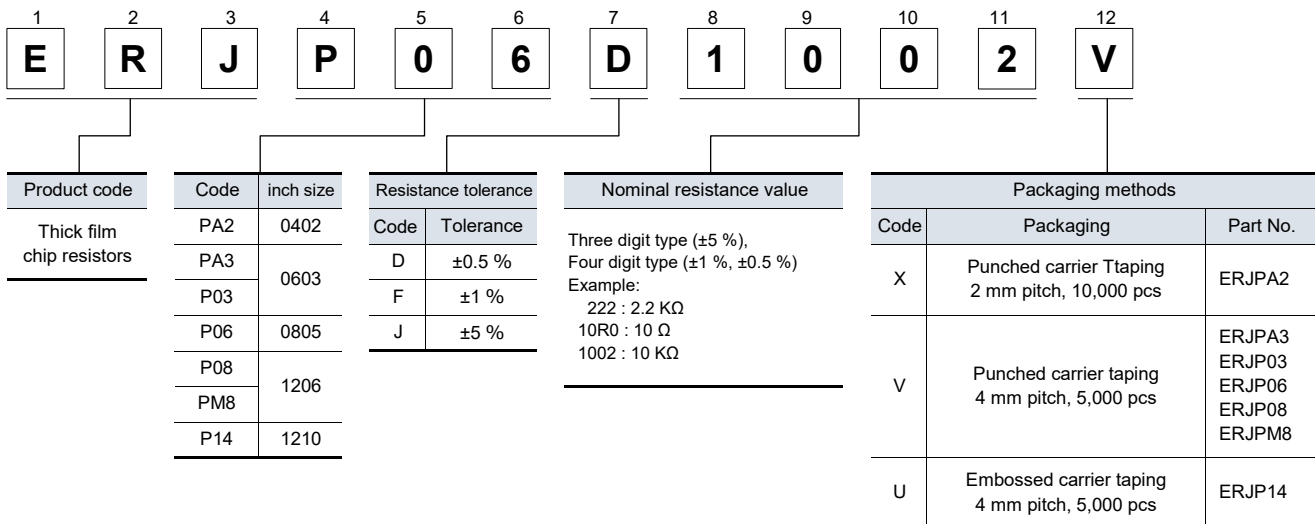 1 2 3 4 5 6 7 8 9 10 11 12
E R J P 0 6 D 1 0 0 2 V
Product code
Thick film
chip resistors
Code inch size
PA2 0402
PA3
0603
P03
P06 0805
P08
1206
PM8
P14 1210
Resistance tolerance
Code Tolerance
D ±0.5 %
F ±1 %
J ±5 %
Nominal resistance value
Three digit type (±5 %),
Four digit type (±1 %, ±0.5 %)
Example:
222 : 2.2 KΩ
10R0 : 10 Ω
1002 : 10 KΩ
Packaging methods
Code Packaging Part No.
X Punched carrier Ttaping
2 mm pitch, 10,000 pcs ERJPA2
V Punched carrier taping
4 mm pitch, 5,000 pcs
ERJPA3
ERJP03
ERJP06
ERJP08
ERJPM8
U Embossed carrier taping
4 mm pitch, 5,000 pcs ERJP14